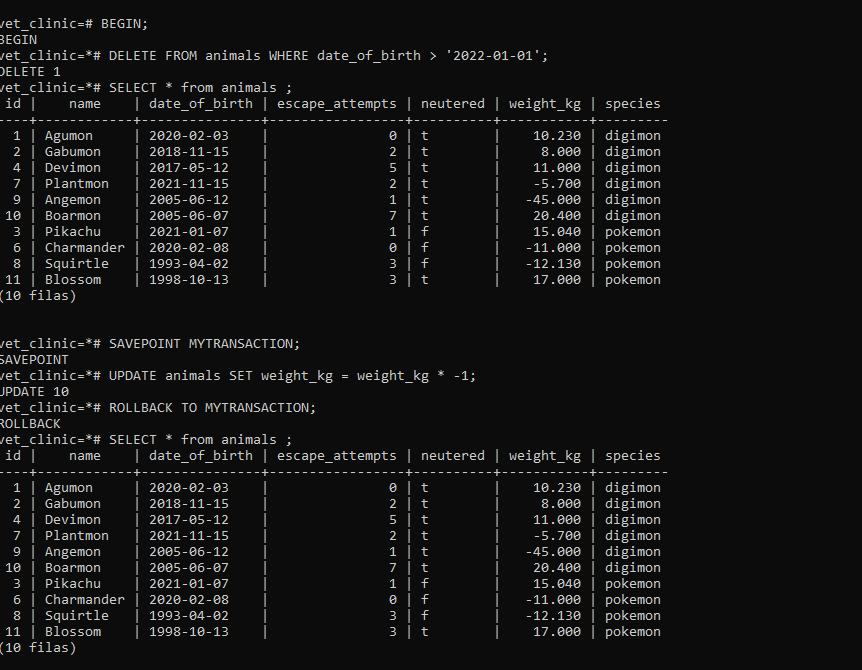 vet_clinic=# BEGIN;
BEGIN
vet_clinic=*# DELETE FROM animals WHERE date_of_birth > '2022-01-01';
DELETE 1
vet_clinic=*# SELECT * from animals ;
id | name | date_of_birth | escape_attempts | neutered | weight_kg | species
----+------------+---------------+-----------------+----------+-----------+---------
1 | Agumon | 2020-02-03 | 0 | t | 10.230 | digimon
2 | Gabumon | 2018-11-15 | 2 | t | 8.000 | digimon
4 | Devimon | 2017-05-12 | 5 | t | 11.000 | digimon
7 | Plantmon | 2021-11-15 | 2 | t | -5.700 | digimon
9 | Angemon | 2005-06-12 | 1 | t | -45.000 | digimon
10 | Boarmon | 2005-06-07 | 7 | t | 20.400 | digimon
3 | Pikachu | 2021-01-07 | 1 | f | 15.040 | pokemon
6 | Charmander | 2020-02-08 | 0 | f | -11.000 | pokemon
8 | Squirtle | 1993-04-02 | 3 | f | -12.130 | pokemon
11 | Blossom | 1998-10-13 | 3 | t | 17.000 | pokemon
(10 filas)
vet_clinic=*# SAVEPOINT MYTRANSACTION;
SAVEPOINT
vet_clinic=*# UPDATE animals SET weight_kg = weight_kg * -1;
UPDATE 10
vet_clinic=*# ROLLBACK TO MYTRANSACTION;
ROLLBACK
vet_clinic=*# SELECT * from animals ;
id | name | date_of_birth | escape_attempts | neutered | weight_kg | species
----+------------+---------------+-----------------+----------+-----------+---------
1 | Agumon | 2020-02-03 | 0 | t | 10.230 | digimon
2 | Gabumon | 2018-11-15 | 2 | t | 8.000 | digimon
4 | Devimon | 2017-05-12 | 5 | t | 11.000 | digimon
7 | Plantmon | 2021-11-15 | 2 | t | -5.700 | digimon
9 | Angemon | 2005-06-12 | 1 | t | -45.000 | digimon
10 | Boarmon | 2005-06-07 | 7 | t | 20.400 | digimon
3 | Pikachu | 2021-01-07 | 1 | f | 15.040 | pokemon
6 | Charmander | 2020-02-08 | 0 | f | -11.000 | pokemon
8 | Squirtle | 1993-04-02 | 3 | f | -12.130 | pokemon
11 | Blossom | 1998-10-13 | 3 | t | 17.000 | pokemon
(10 filas)